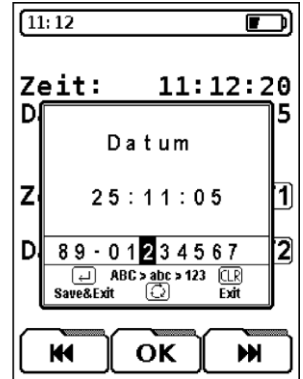 11:12
Zeit: 11:12:20
D 5
Datum
Z 25:11:05 1
D 89-01234567 2
ABC > abc > 123 CLR
Save&Exit Exit
OK